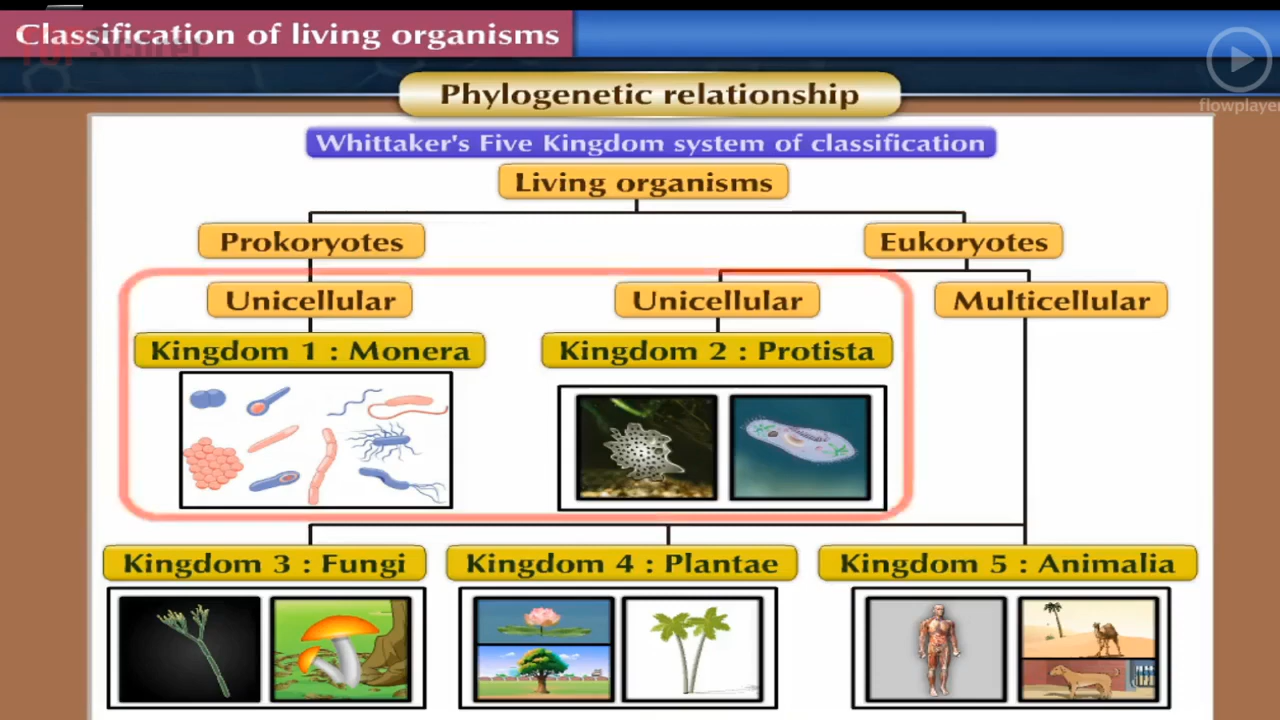 Classification of living organisms
flowplayer
Phylogenetic relationship
Whittaker's Five Kingdom system of classification
Living organisms
Prokoryotes
Eukoryotes
Unicellular
Unicellular
Multicellular
Kingdom 1 : Monera
Kingdom 2 : Protista
Kingdom 3 : Fungi
Kingdom 4 : Plantae
Kingdom 5 : Animalia